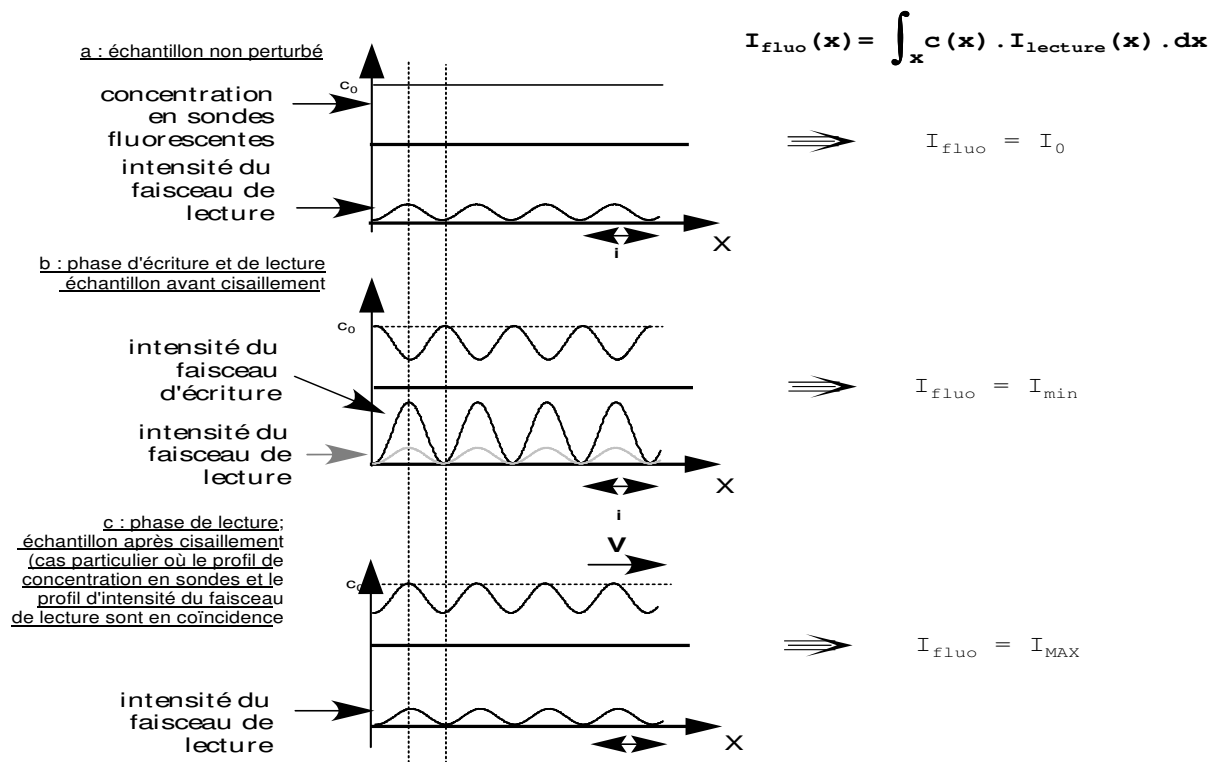 I_fluo(x)= ∫_x c(x).I_lecture(x).dx
a : échantillon non perturbé
c₀
concentration
en sondes
fluorescentes
I_fluo = I₀
intensité du
faisceau de
lecture
X
i
b : phase d'écriture et de lecture
échantillon avant cisaillement
c₀
intensité du
faisceau
d'écriture
I_fluo = I_min
intensité du
faisceau de
lecture
X
i
c : phase de lecture;
échantillon après cisaillement
(cas particulier où le profil de
concentration en sondes et le
profil d'intensité du faisceau
de lecture sont en coïncidence
V
c₀
I_fluo = I_MAX
intensité du
faisceau de
lecture
X